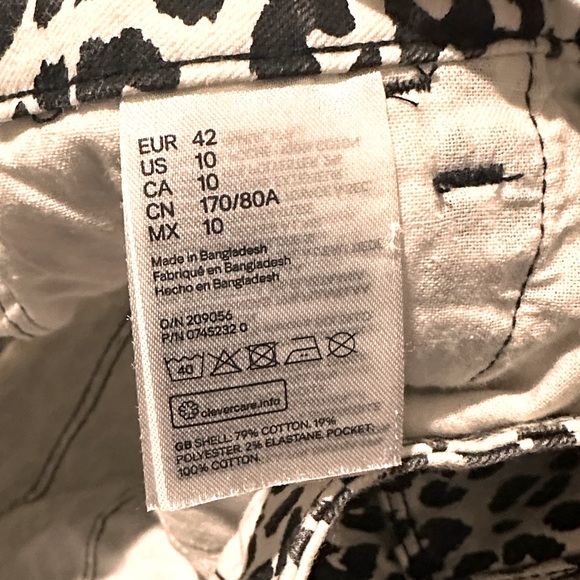 EUR 42
US 10
CA 10
CN 170/80A
MX 10
Made in Bangladesh
Fabriqué en Bangladesh
Hecho en Bangladesh
O/N 209056
P/N 0745232 0
40
clevercare.info
GB SHELL: 79% COTTON, 19%
POLYESTER, 2% ELASTANE. POCKET:
100% COTTON.